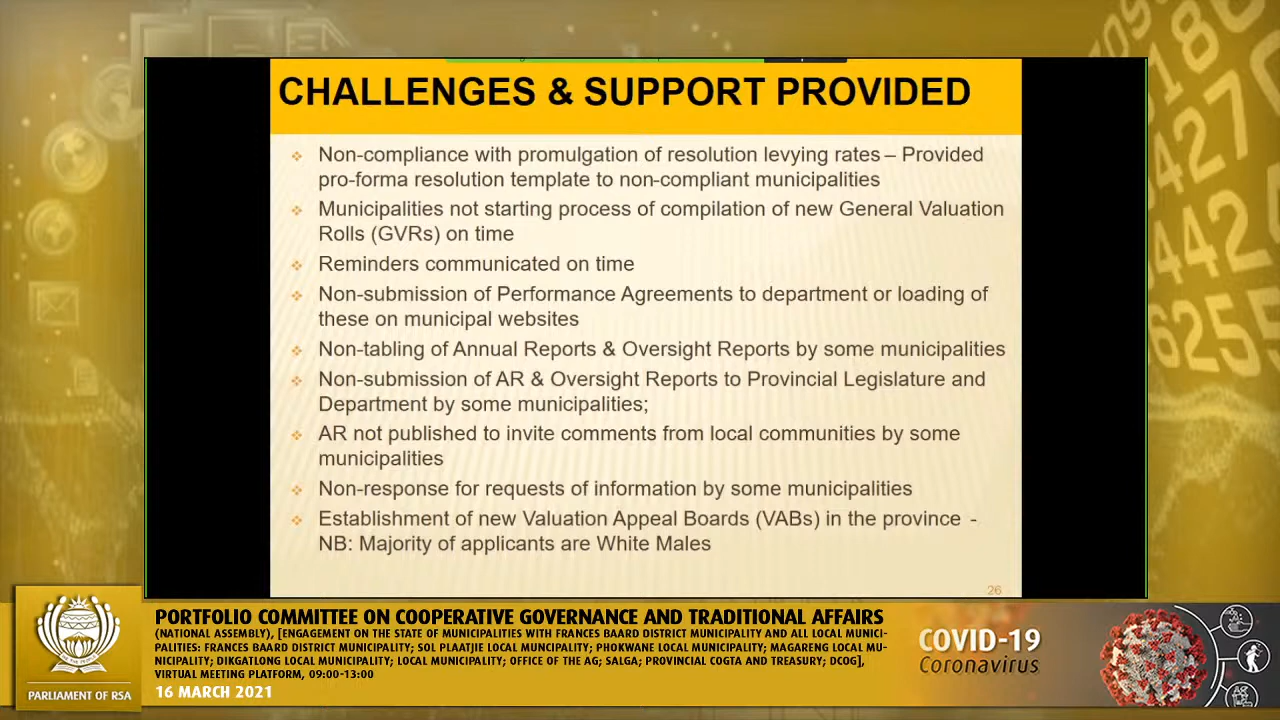 CHALLENGES & SUPPORT PROVIDED
Non-compliance with promulgation of resolution levying rates – Provided
pro-forma resolution template to non-compliant municipalities
Municipalities not starting process of compilation of new General Valuation
Rolls (GVRs) on time
Reminders communicated on time
Non-submission of Performance Agreements to department or loading of
these on municipal websites
Non-tabling of Annual Reports & Oversight Reports by some municipalities
Non-submission of AR & Oversight Reports to Provincial Legislature and
Department by some municipalities;
AR not published to invite comments from local communities by some
municipalities
Non-response for requests of information by some municipalities
Establishment of new Valuation Appeal Boards (VABs) in the province -
NB: Majority of applicants are White Males
26
PORTFOLIO COMMITTEE ON COOPERATIVE GOVERNANCE AND TRADITIONAL AFFAIRS
(NATIONAL ASSEMBLY), [ENGAGEMENT ON THE STATE OF MUNICIPALITIES WITH FRANCES BAARD DISTRICT MUNICIPALITY AND ALL LOCAL MUNICI-
PALITIES: FRANCES BAARD DISTRICT MUNICIPALITY; SOL PLAATJIE LOCAL MUNCIPALITY; PHOKWANE LOCAL MUNICIPALITY; MAGARENG LOCAL MU-
NICIPALITY; DIKGATLONG LOCAL MUNICIPALITY; LOCAL MUNICIPALITY; OFFICE OF THE AG; SALGA; PROVINCIAL COGTA AND TREASURY; DCOG],
VIRTUAL MEETING PLATFORM, 09:00-13:00
16 MARCH 2021
PARLIAMENT OF RSA
COVID-19
Coronavirus